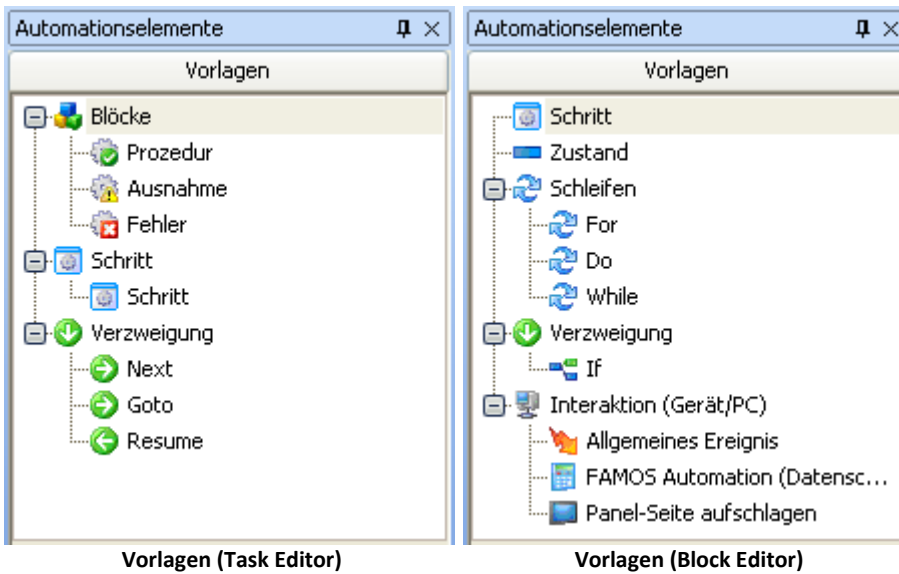 Automationselemente
Vorlagen
Blöcke
Prozedur
Ausnahme
Fehler
Schritt
Schritt
Verzweigung
Next
Goto
Resume
Vorlagen (Task Editor)
Automationselemente
Vorlagen
Schritt
Zustand
Schleifen
For
Do
While
Verzweigung
If
Interaktion (Gerät/PC)
Allgemeines Ereignis
FAMOS Automation (Datensc...
Panel-Seite aufschlagen
Vorlagen (Block Editor)